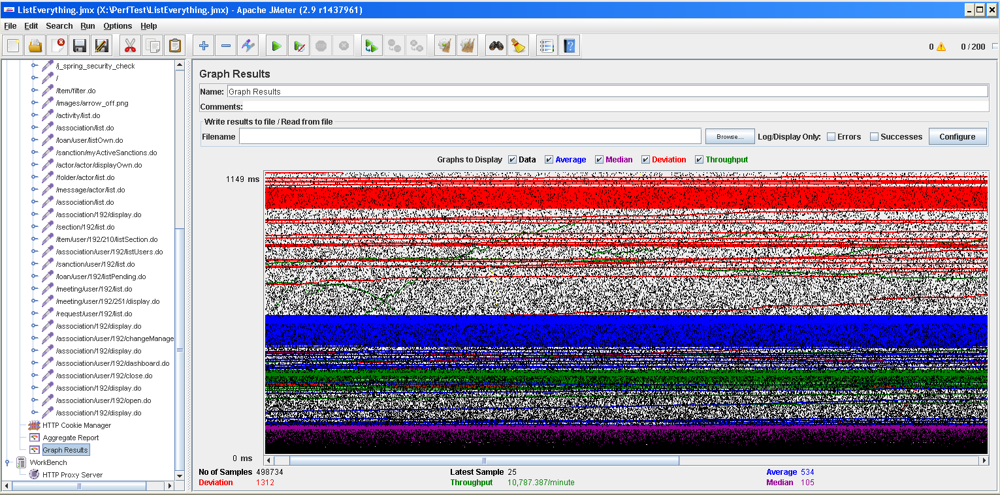 ListEverything.jmx (X:\PerfTest\ListEverything.jmx) - Apache JMeter (2.9 r1437961)
File Edit Search Run Options Help
0 0 / 200
/j_spring_security_check
/
/item/filter.do
/images/arrow_off.png
/activity/list.do
/association/list.do
/loan/user/listOwn.do
/sanction/myActiveSanctions.do
/actor/actor/displayOwn.do
/folder/actor/list.do
/message/actor/list.do
/association/list.do
/association/192/display.do
/section/192/list.do
/item/user/192/210/listSection.do
/association/user/192/listUsers.do
/sanction/user/192/list.do
/loan/user/192/listPending.do
/meeting/user/192/list.do
/meeting/user/192/251/display.do
/request/user/192/list.do
/association/192/display.do
/association/user/192/changeManage
/association/192/display.do
/association/user/192/dashboard.do
/association/user/192/close.do
/association/192/display.do
/association/user/192/open.do
/association/192/display.do
HTTP Cookie Manager
Aggregate Report
Graph Results
WorkBench
HTTP Proxy Server
Graph Results
Name: Graph Results
Comments:
Write results to file / Read from file
Filename Browse... Log/Display Only: Errors Successes Configure
Graphs to Display Data Average Median Deviation Throughput
1149 ms
0 ms
No of Samples 498734 Latest Sample 25 Average 534
Deviation 1312 Throughput 10,787.387/minute Median 105